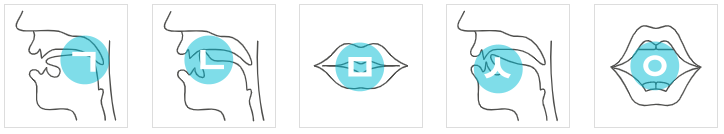 ㄱ ㄴ ㅁ ㅅ ㅇ